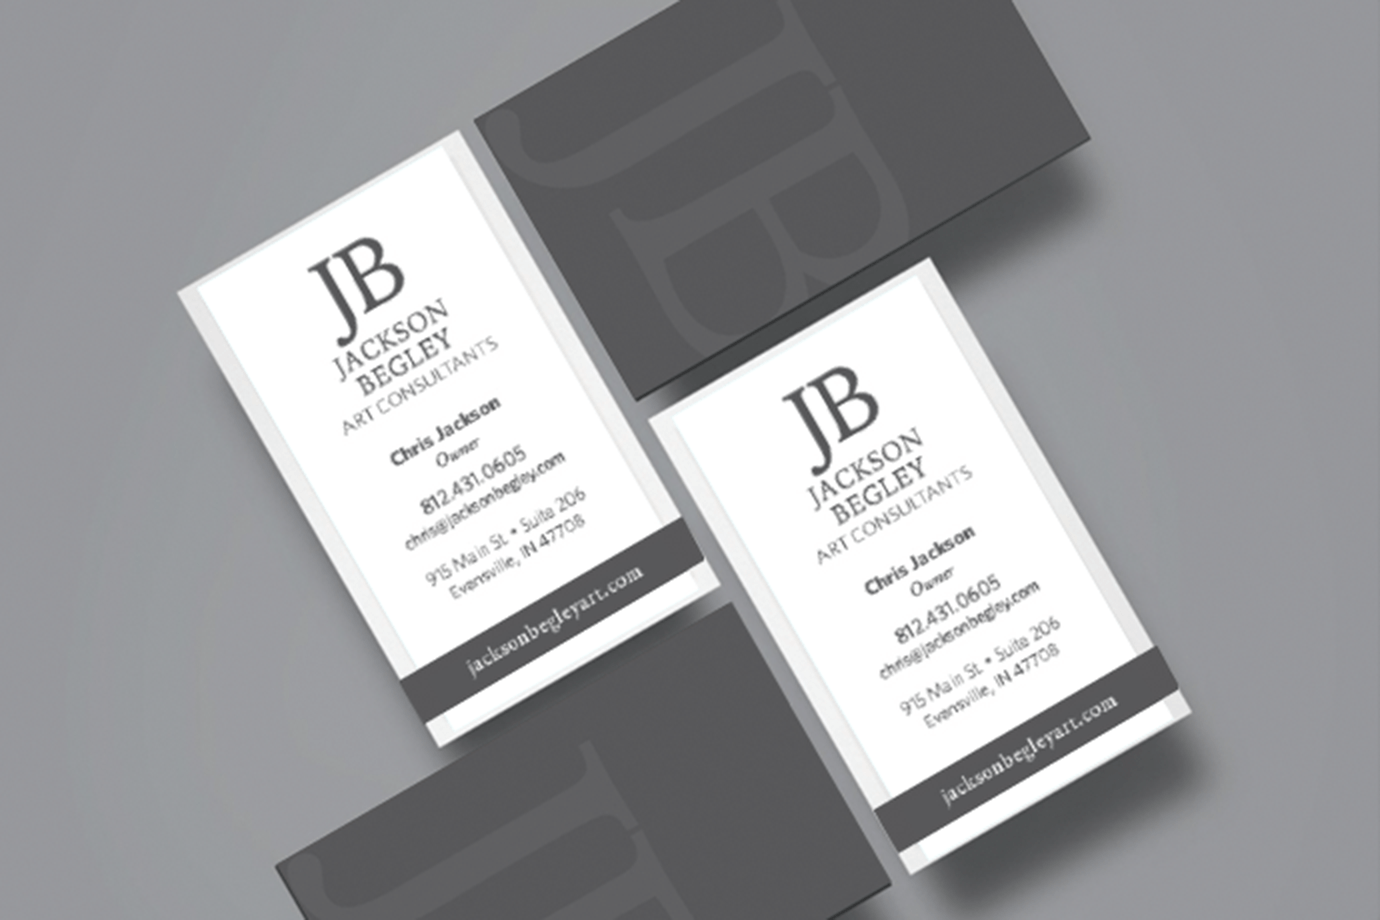 JB
JACKSON
BEGLEY
ART CONSULTANTS
Chris Jackson
Owner
812.431.0605
chris@jacksonbegley.com
915 Main St. • Suite 206
Evansville, IN 47708
jacksonbegleyart.com
JB
JB
JACKSON
BEGLEY
ART CONSULTANTS
Chris Jackson
Owner
812.431.0605
chris@jacksonbegley.com
915 Main St. • Suite 206
Evansville, IN 47708
jacksonbegleyart.com
JB